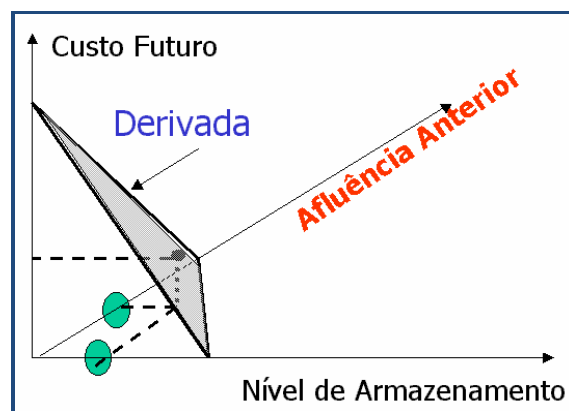 Custo Futuro
Derivada
Afluência Anterior
Nível de Armazenamento